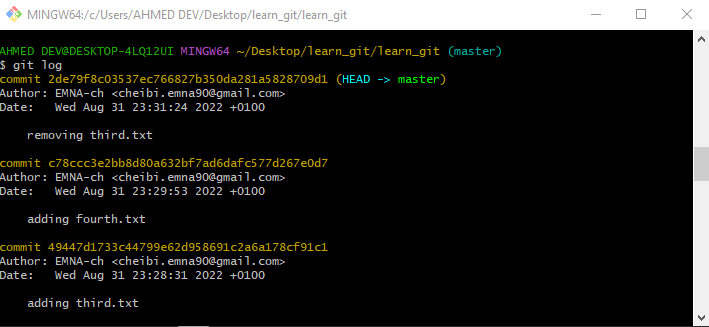 MINGW64:/c/Users/AHMED DEV/Desktop/learn_git/learn_git
AHMED DEV@DESKTOP-4LQ12UI MINGW64 ~/Desktop/learn_git/learn_git (master)
$ git log
commit 2de79f8c03537ec766827b350da281a5828709d1 (HEAD -> master)
Author: EMNA-ch <cheibi.emna90@gmail.com>
Date:   Wed Aug 31 23:31:24 2022 +0100
removing third.txt
commit c78ccc3e2bb8d80a632bf7ad6dafc577d267e0d7
Author: EMNA-ch <cheibi.emna90@gmail.com>
Date:   Wed Aug 31 23:29:53 2022 +0100
adding fourth.txt
commit 49447d1733c44799e62d958691c2a6a178cf91c1
Author: EMNA-ch <cheibi.emna90@gmail.com>
Date:   Wed Aug 31 23:28:31 2022 +0100
adding third.txt